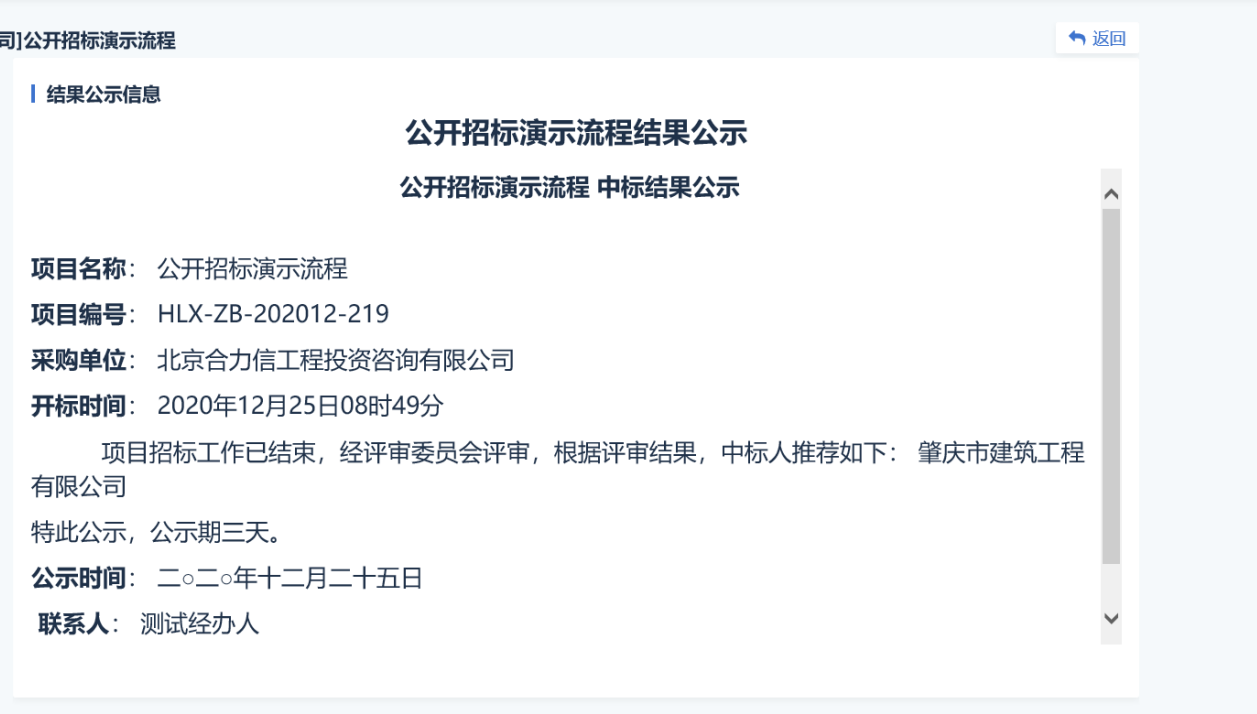 司]公开招标演示流程
返回
结果公示信息
公开招标演示流程结果公示
公开招标演示流程 中标结果公示
项目名称： 公开招标演示流程
项目编号： HLX-ZB-202012-219
采购单位： 北京合力信工程投资咨询有限公司
开标时间： 2020年12月25日08时49分
项目招标工作已结束，经评审委员会评审，根据评审结果，中标人推荐如下： 肇庆市建筑工程
有限公司
特此公示，公示期三天。
公示时间： 二○二○年十二月二十五日
联系人： 测试经办人